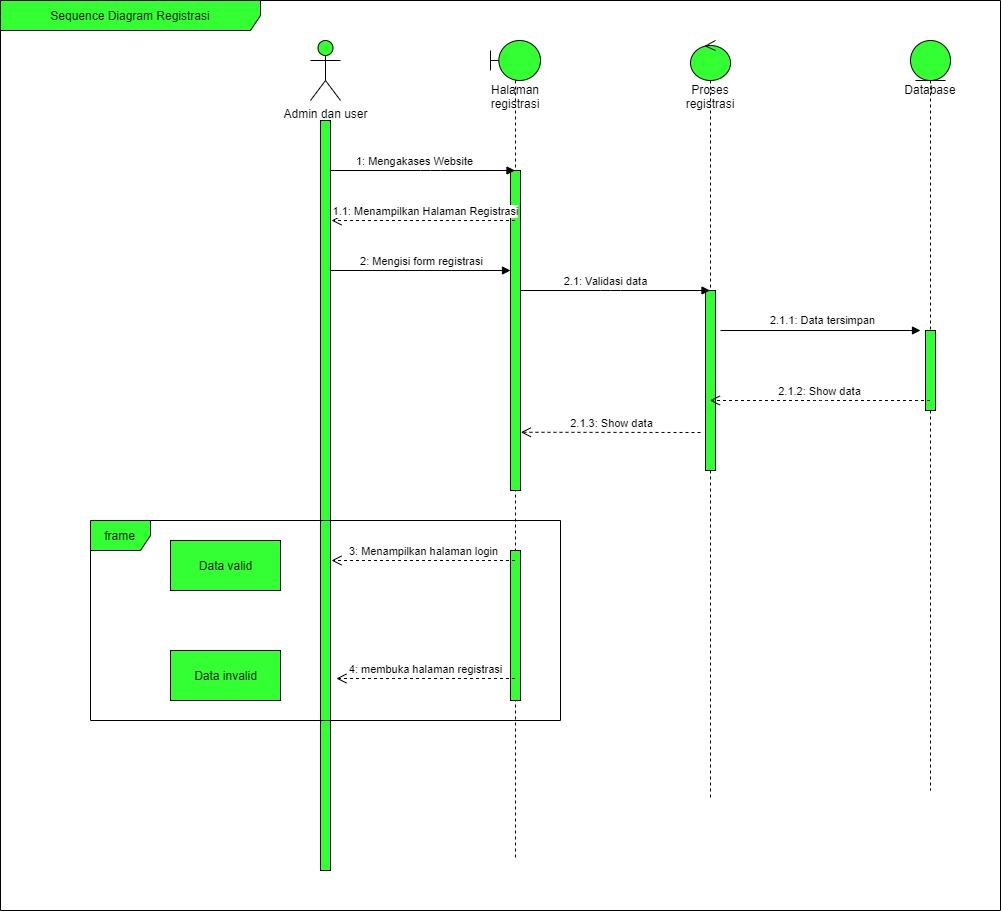 Sequence Diagram Registrasi
Admin dan user
Halaman
registrasi
Proses
registrasi
Database
1: Mengakases Website
1.1: Menampilkan Halaman Registrasi
2: Mengisi form registrasi
2.1: Validasi data
2.1.1: Data tersimpan
2.1.2: Show data
2.1.3: Show data
frame
3: Menampilkan halaman login
Data valid
4: membuka halaman registrasi
Data invalid